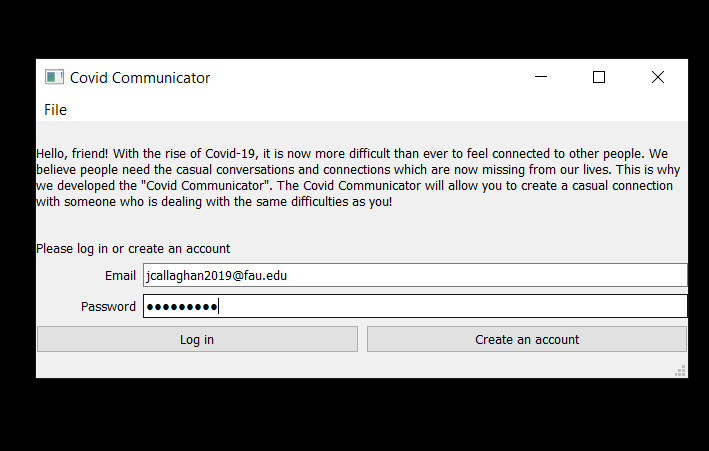 Covid Communicator
File
Hello, friend! With the rise of Covid-19, it is now more difficult than ever to feel connected to other people. We
believe people need the casual conversations and connections which are now missing from our lives. This is why
we developed the "Covid Communicator". The Covid Communicator will allow you to create a casual connection
with someone who is dealing with the same difficulties as you!
Please log in or create an account
Email jcallaghan2019@fau.edu
Password ●●●●●●●●●
Log in Create an account